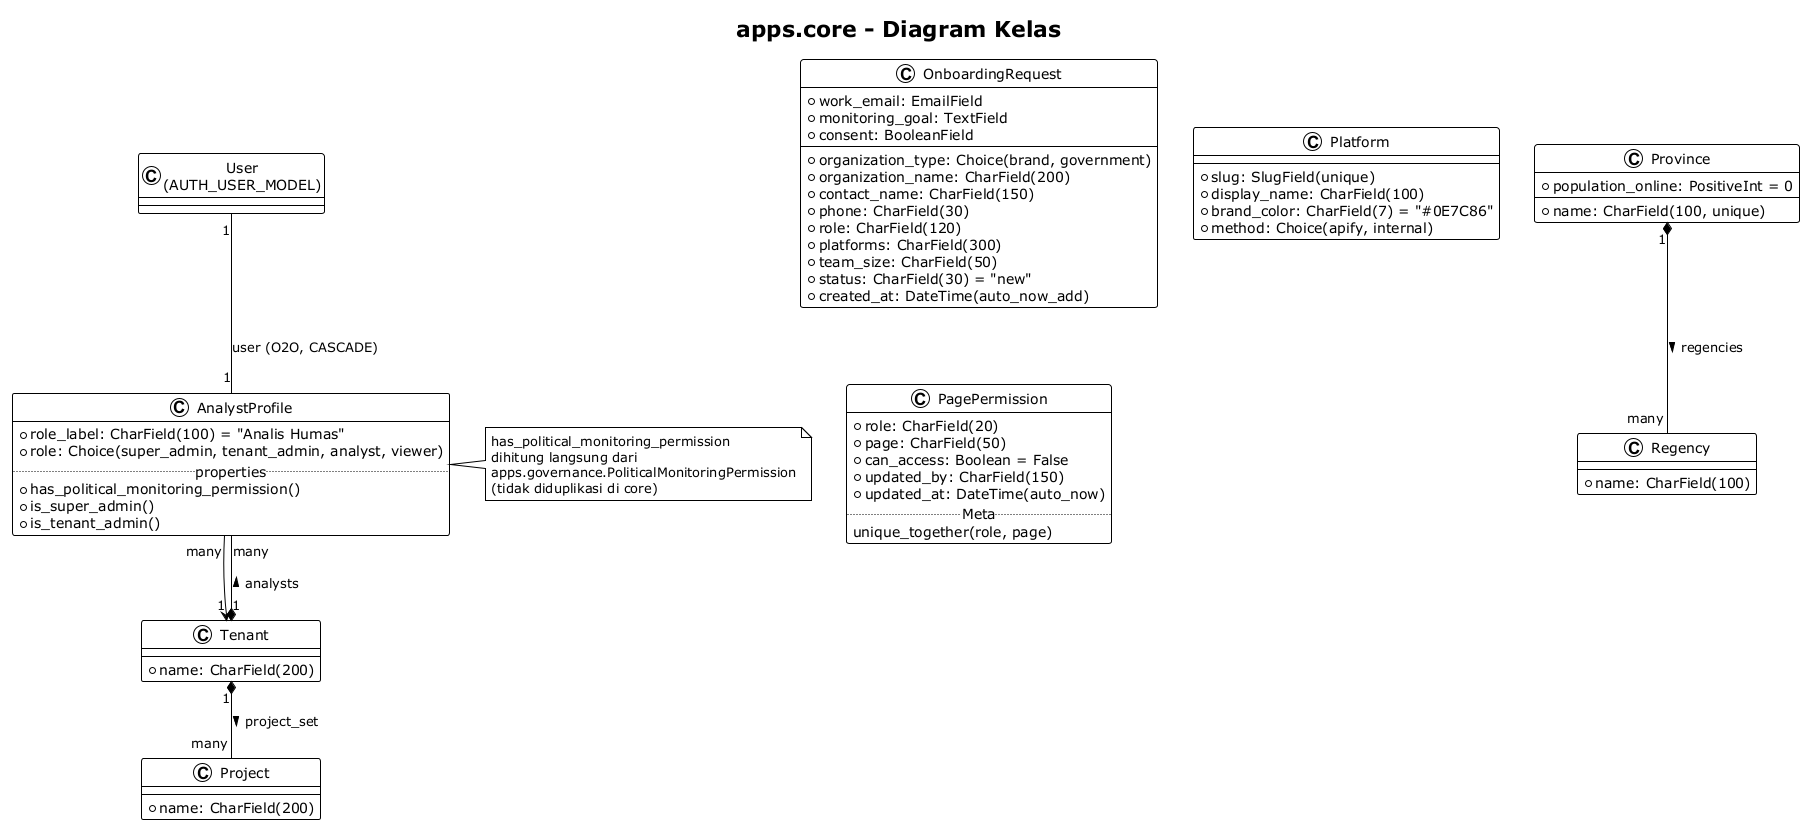 apps.core - Diagram Kelas
C OnboardingRequest
work_email: EmailField
monitoring_goal: TextField
consent: BooleanField
organization_type: Choice(brand, government)
organization_name: CharField(200)
contact_name: CharField(150)
phone: CharField(30)
role: CharField(120)
platforms: CharField(300)
team_size: CharField(50)
status: CharField(30) = "new"
created_at: DateTime(auto_now_add)
C Platform
slug: SlugField(unique)
display_name: CharField(100)
brand_color: CharField(7) = "#0E7C86"
method: Choice(apify, internal)
C Province
population_online: PositiveInt = 0
name: CharField(100, unique)
1
regencies
many
C Regency
name: CharField(100)
C User
(AUTH_USER_MODEL)
1
user (O2O, CASCADE)
1
C AnalystProfile
role_label: CharField(100) = "Analis Humas"
role: Choice(super_admin, tenant_admin, analyst, viewer)
properties
has_political_monitoring_permission()
is_super_admin()
is_tenant_admin()
has_political_monitoring_permission
dihitung langsung dari
apps.governance.PoliticalMonitoringPermission
(tidak diduplikasi di core)
C PagePermission
role: CharField(20)
page: CharField(50)
can_access: Boolean = False
updated_by: CharField(150)
updated_at: DateTime(auto_now)
Meta
unique_together(role, page)
many many
analysts
1 1
C Tenant
name: CharField(200)
1
project_set
many
C Project
name: CharField(200)